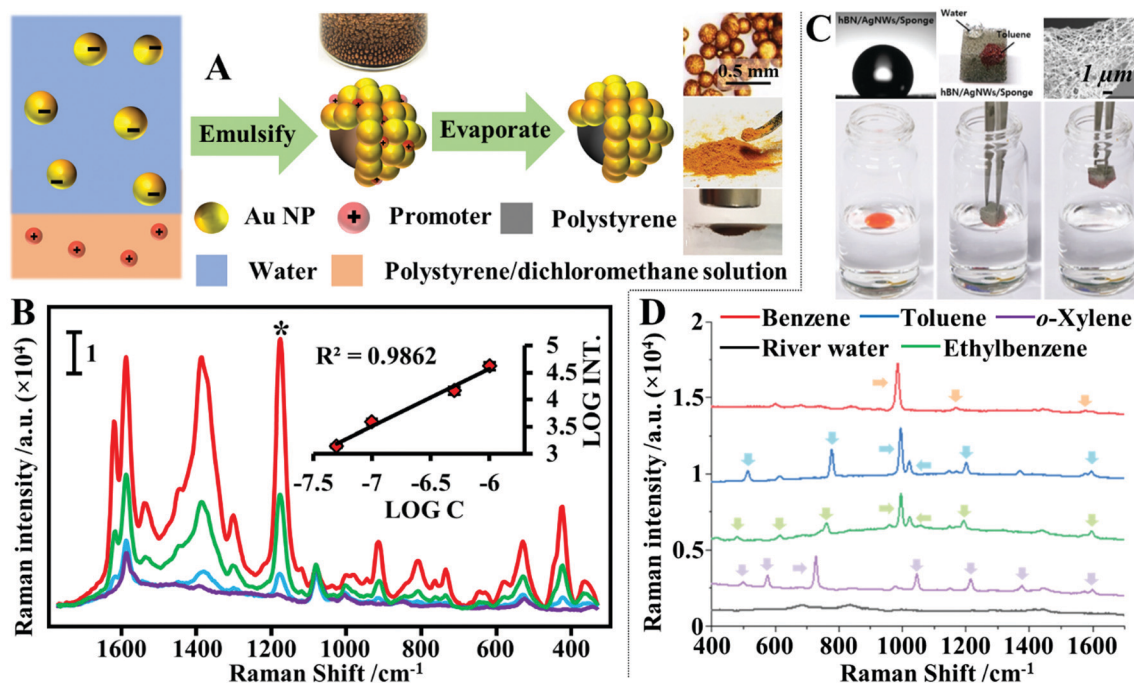 A
Emulsify
Evaporate
0.5 mm
Au NP
+ Promoter
Polystyrene
Water
Polystyrene/dichloromethane solution
C
hBN/AgNWs/Sponge
Water
Toluene
hBN/AgNWs/Sponge
1 µm
B
1
*
R² = 0.9862
5
4.5
4
3.5
3
LOG INT.
-7.5 -7 -6.5 -6
LOG C
Raman intensity /a.u. (×10⁴)
1600 1400 1200 1000 800 600 400
Raman Shift /cm⁻¹
D
Benzene Toluene o-Xylene
River water Ethylbenzene
2
1.5
1
0.5
0
Raman intensity /a.u. (×10⁴)
400 600 800 1000 1200 1400 1600
Raman Shift /cm⁻¹